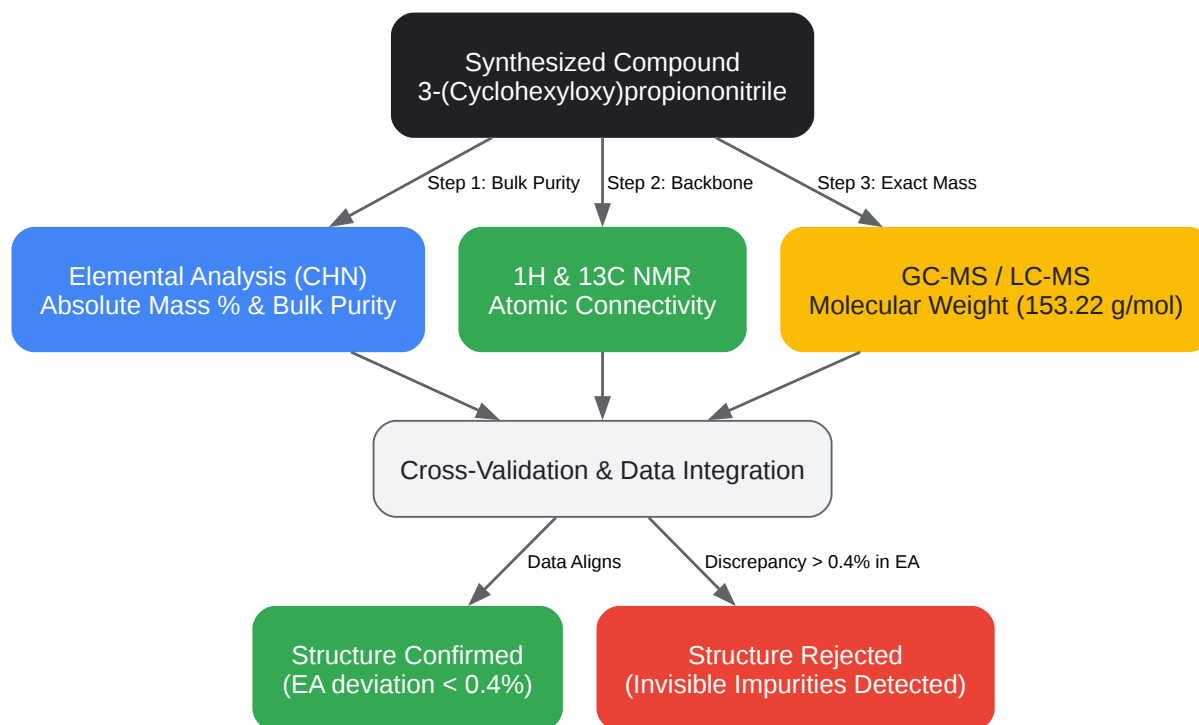 Synthesized Compound
3-(Cyclohexyloxy)propiononitrile
Step 1: Bulk Purity
Step 2: Backbone
Step 3: Exact Mass
Elemental Analysis (CHN)
Absolute Mass % & Bulk Purity
1H & 13C NMR
Atomic Connectivity
GC-MS / LC-MS
Molecular Weight (153.22 g/mol)
Cross-Validation & Data Integration
Data Aligns
Discrepancy > 0.4% in EA
Structure Confirmed
(EA deviation < 0.4%)
Structure Rejected
(Invisible Impurities Detected)